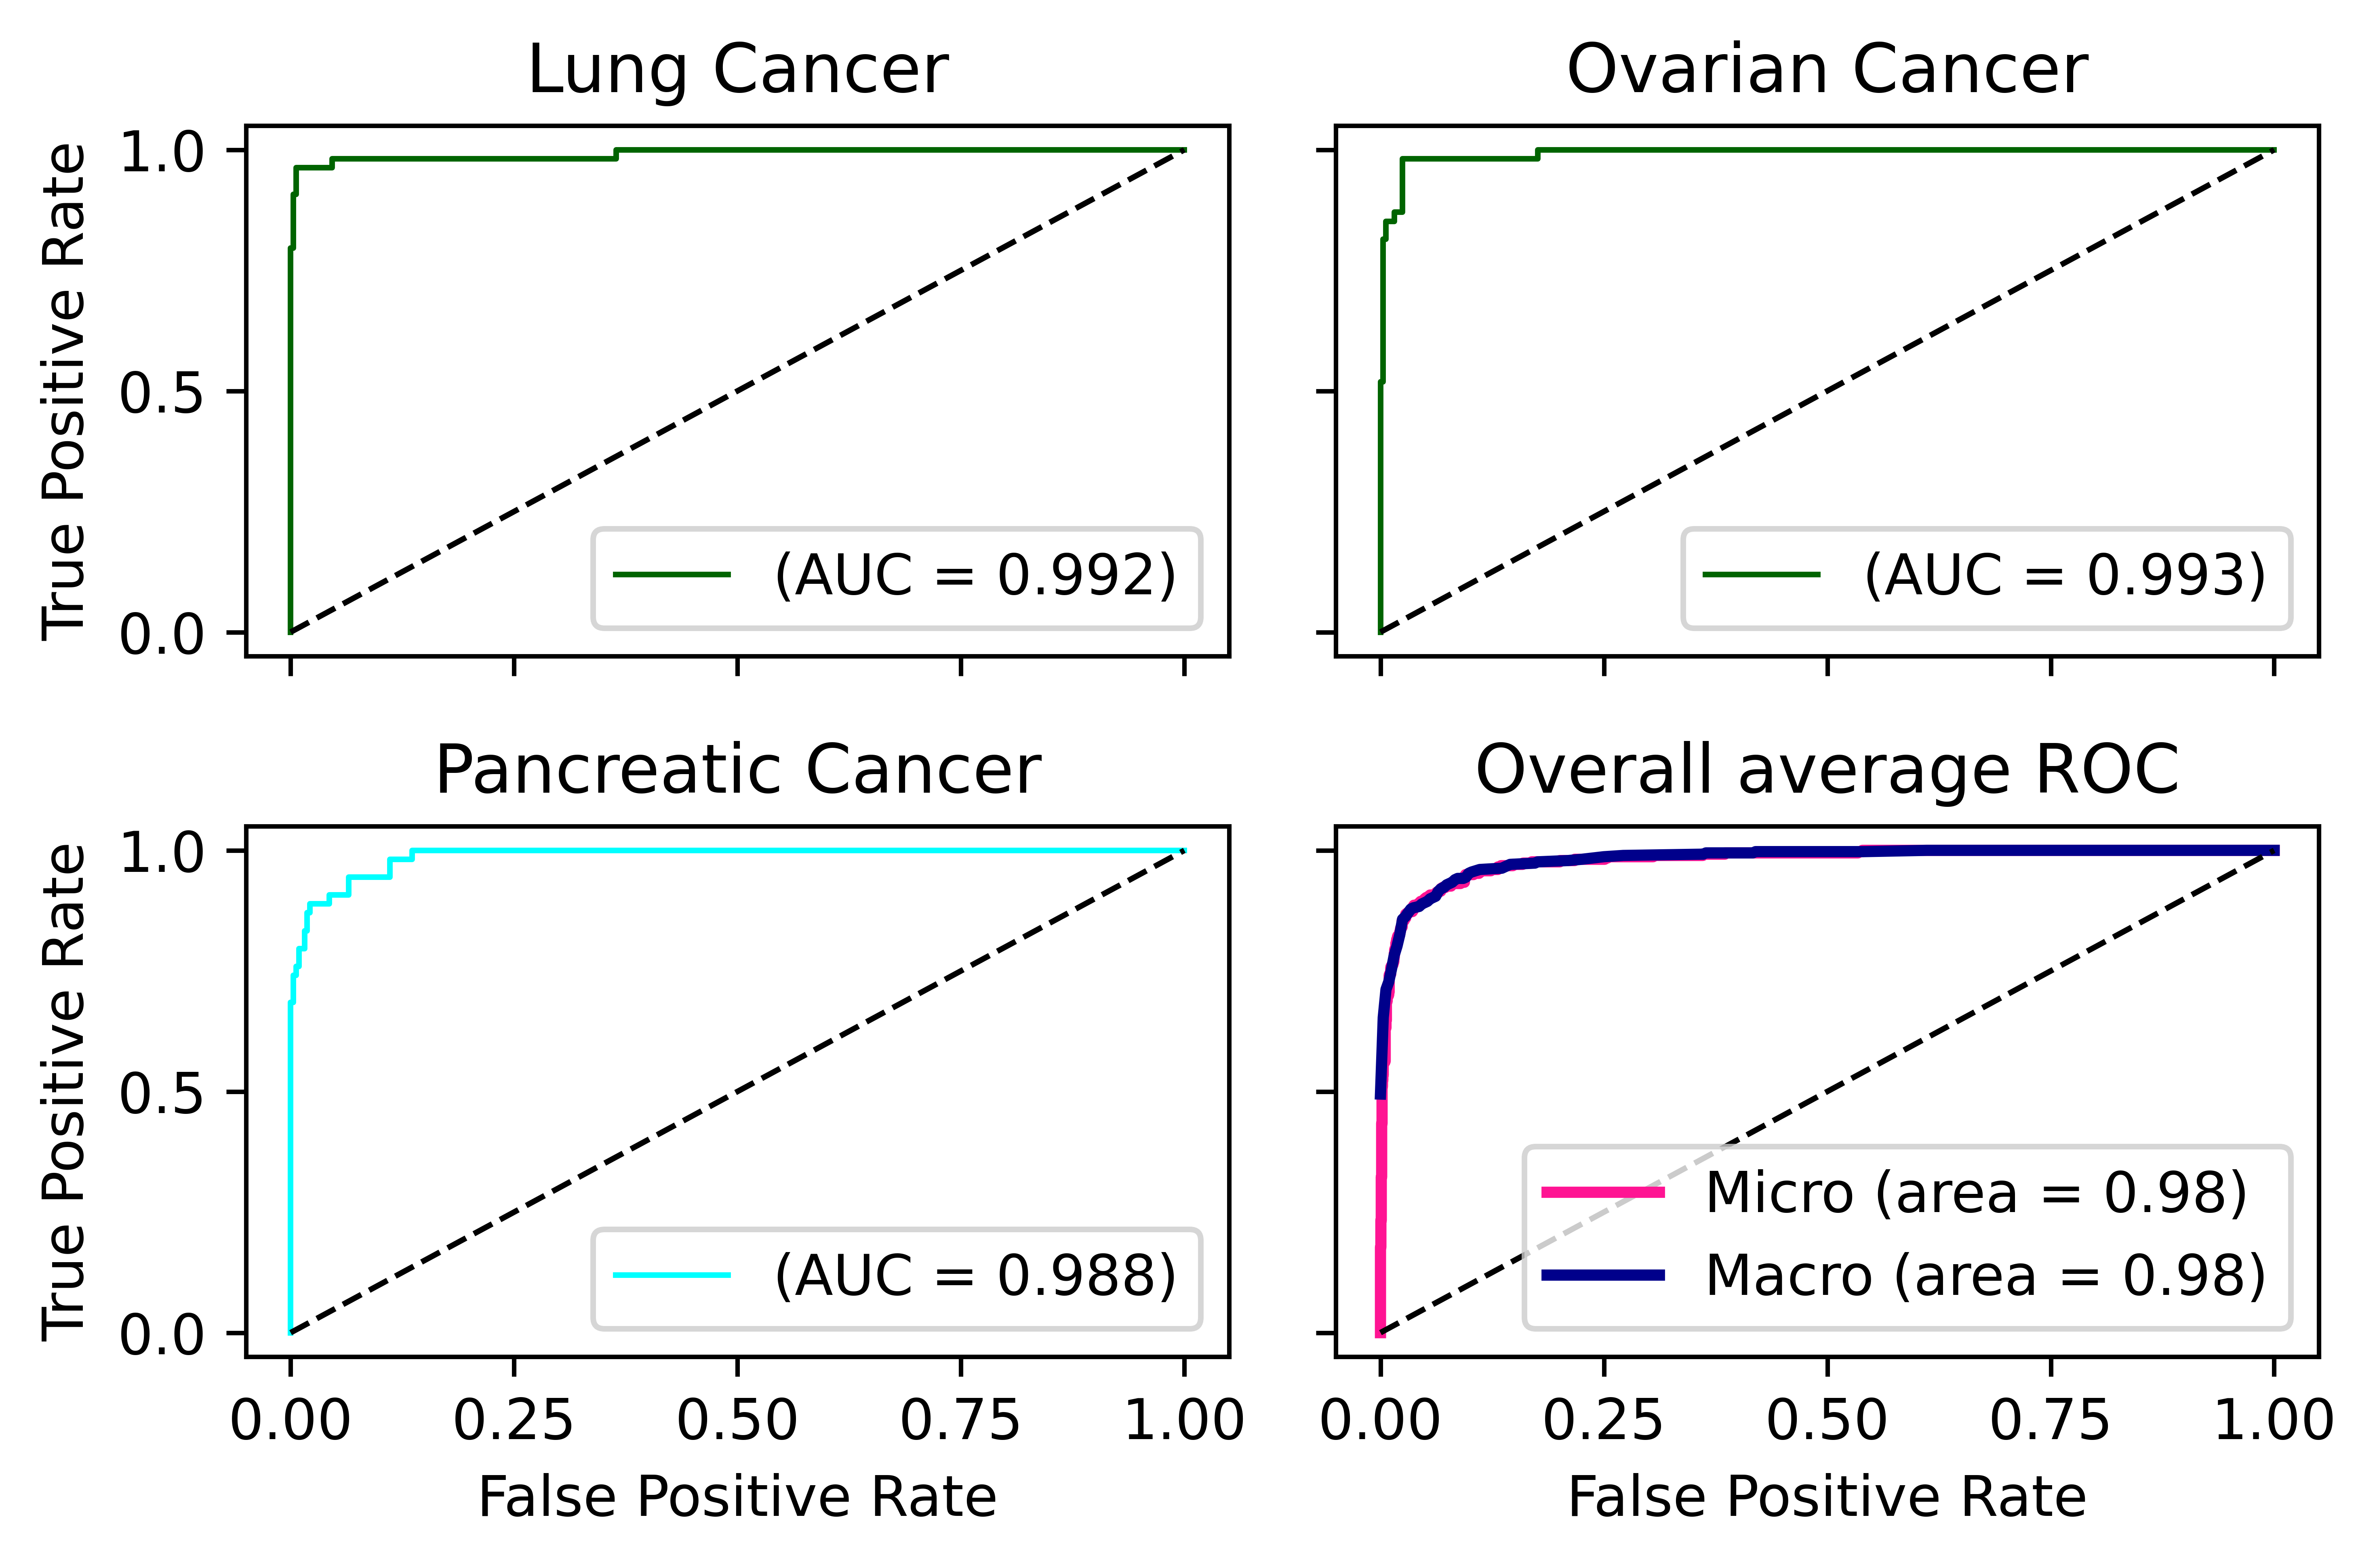 Lung Cancer
True Positive Rate
1.0
0.5
0.0
(AUC = 0.992)
Ovarian Cancer
(AUC = 0.993)
Pancreatic Cancer
True Positive Rate
1.0
0.5
0.0
(AUC = 0.988)
0.00 0.25 0.50 0.75 1.00
False Positive Rate
Overall average ROC
Micro (area = 0.98)
Macro (area = 0.98)
0.00 0.25 0.50 0.75 1.00
False Positive Rate